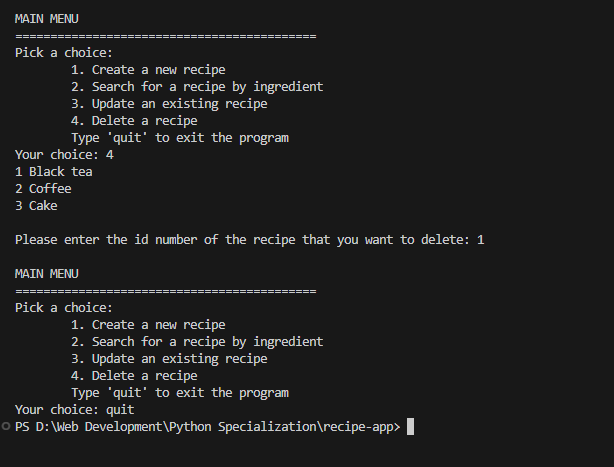 MAIN MENU
===========================================
Pick a choice:
        1. Create a new recipe
        2. Search for a recipe by ingredient
        3. Update an existing recipe
        4. Delete a recipe
        Type 'quit' to exit the program
Your choice: 4
1 Black tea
2 Coffee
3 Cake

Please enter the id number of the recipe that you want to delete: 1

MAIN MENU
===========================================
Pick a choice:
        1. Create a new recipe
        2. Search for a recipe by ingredient
        3. Update an existing recipe
        4. Delete a recipe
        Type 'quit' to exit the program
Your choice: quit
PS D:\Web Development\Python Specialization\recipe-app>